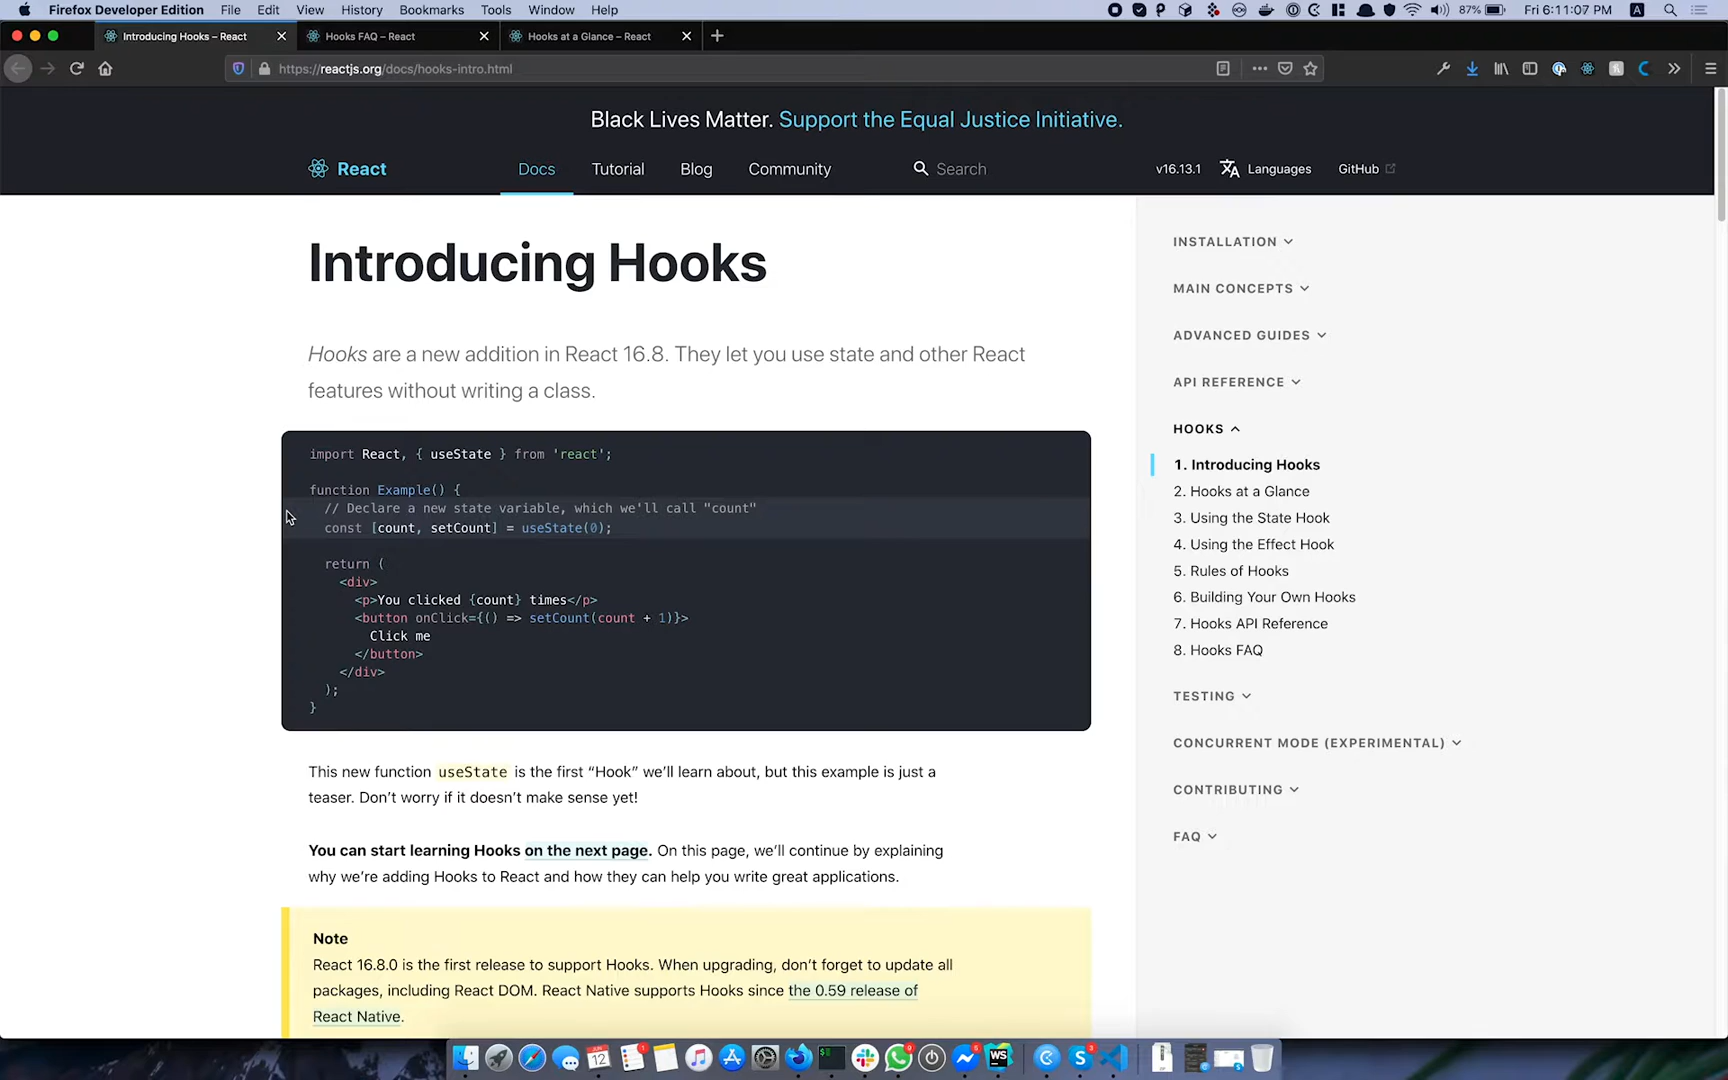 Firefox Developer Edition File Edit View History Bookmarks Tools Window Help 87% Fri 6:11:07 PM A
Introducing Hooks – React Hooks FAQ – React Hooks at a Glance – React
https://reactjs.org/docs/hooks-intro.html
Black Lives Matter. Support the Equal Justice Initiative.
React Docs Tutorial Blog Community Search v16.13.1 Languages GitHub
Introducing Hooks
Hooks are a new addition in React 16.8. They let you use state and other React
features without writing a class.
import React, { useState } from 'react';
function Example() {
// Declare a new state variable, which we'll call "count"
const [count, setCount] = useState(0);
return (
<div>
<p>You clicked {count} times</p>
<button onClick={() => setCount(count + 1)}>
Click me
</button>
</div>
);
}
This new function useState is the first “Hook” we’ll learn about, but this example is just a
teaser. Don’t worry if it doesn’t make sense yet!
You can start learning Hooks on the next page. On this page, we’ll continue by explaining
why we’re adding Hooks to React and how they can help you write great applications.
Note
React 16.8.0 is the first release to support Hooks. When upgrading, don’t forget to update all
packages, including React DOM. React Native supports Hooks since the 0.59 release of
React Native.
INSTALLATION
MAIN CONCEPTS
ADVANCED GUIDES
API REFERENCE
HOOKS
1. Introducing Hooks
2. Hooks at a Glance
3. Using the State Hook
4. Using the Effect Hook
5. Rules of Hooks
6. Building Your Own Hooks
7. Hooks API Reference
8. Hooks FAQ
TESTING
CONCURRENT MODE (EXPERIMENTAL)
CONTRIBUTING
FAQ
12
WS